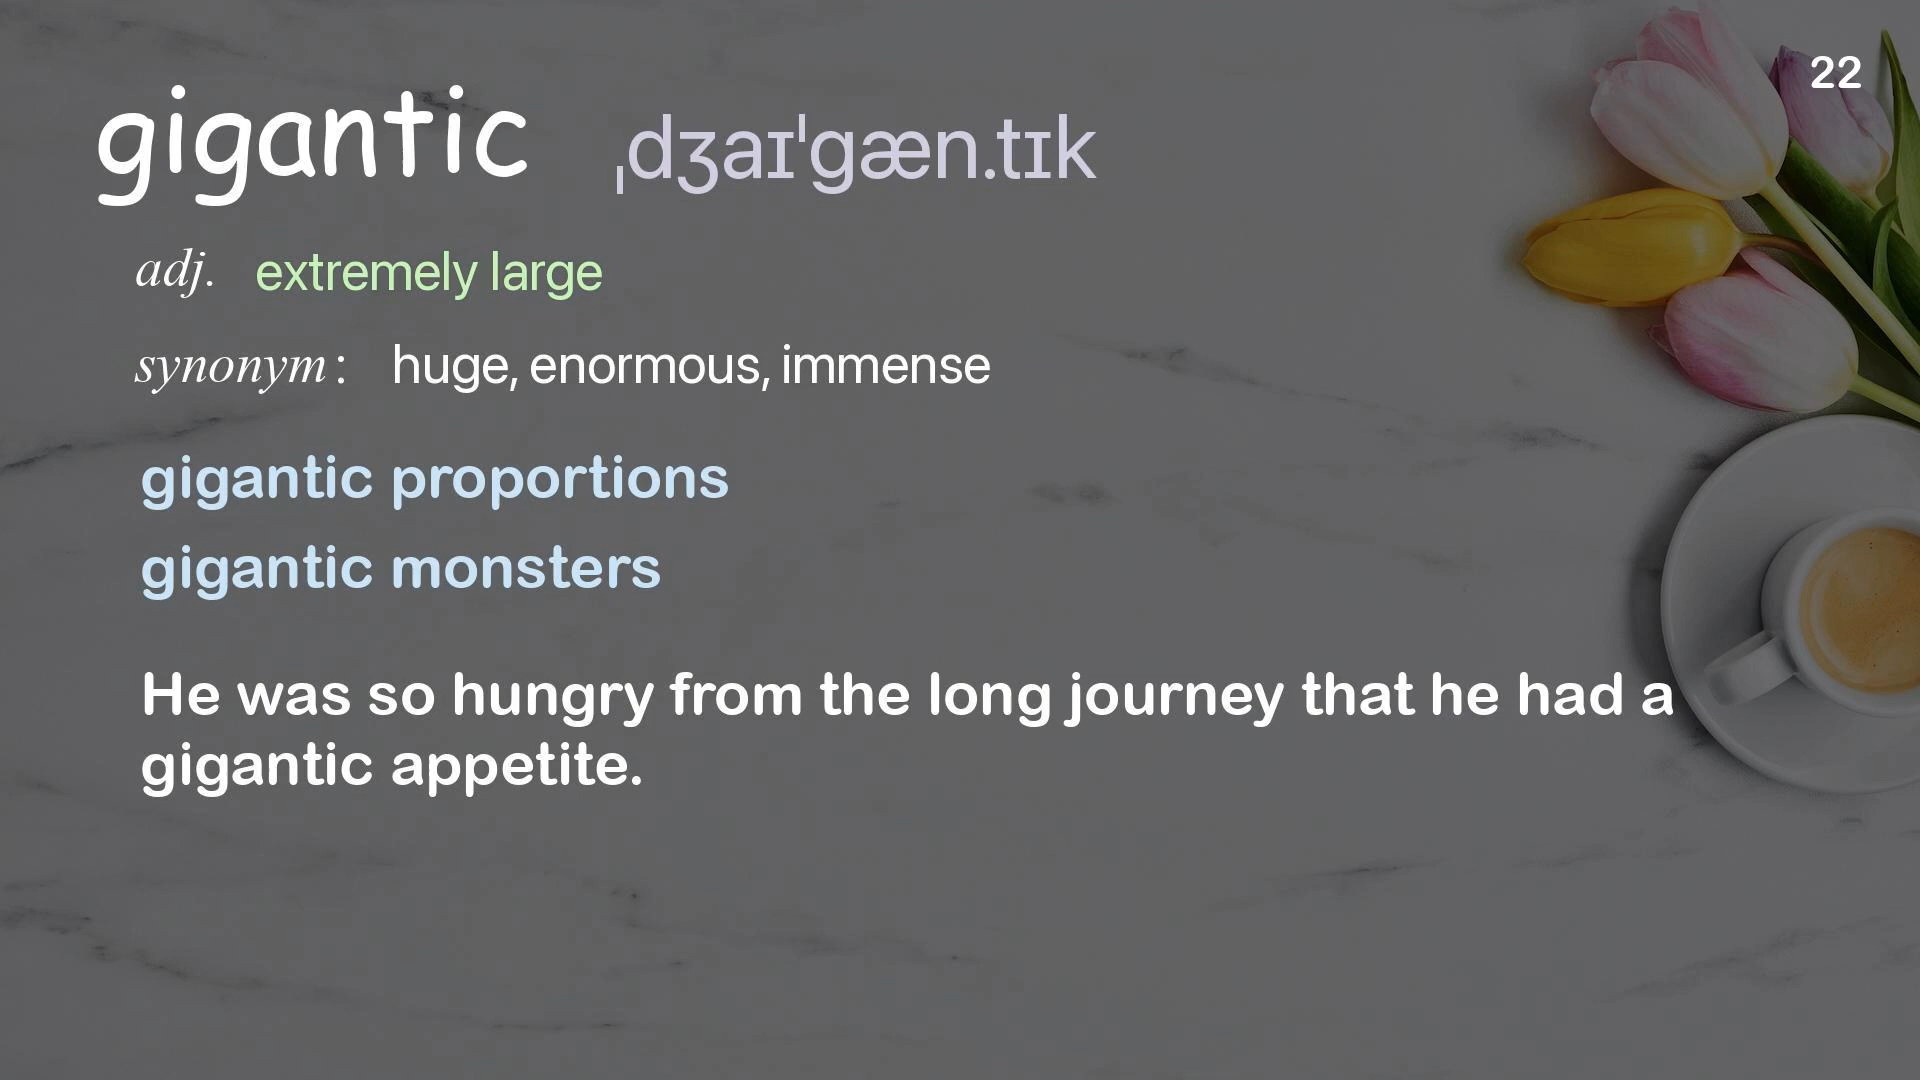 22
gigantic ˌdʒaɪˈgæn.tɪk
adj. extremely large
synonym: huge, enormous, immense
gigantic proportions
gigantic monsters
He was so hungry from the long journey that he had a
gigantic appetite.